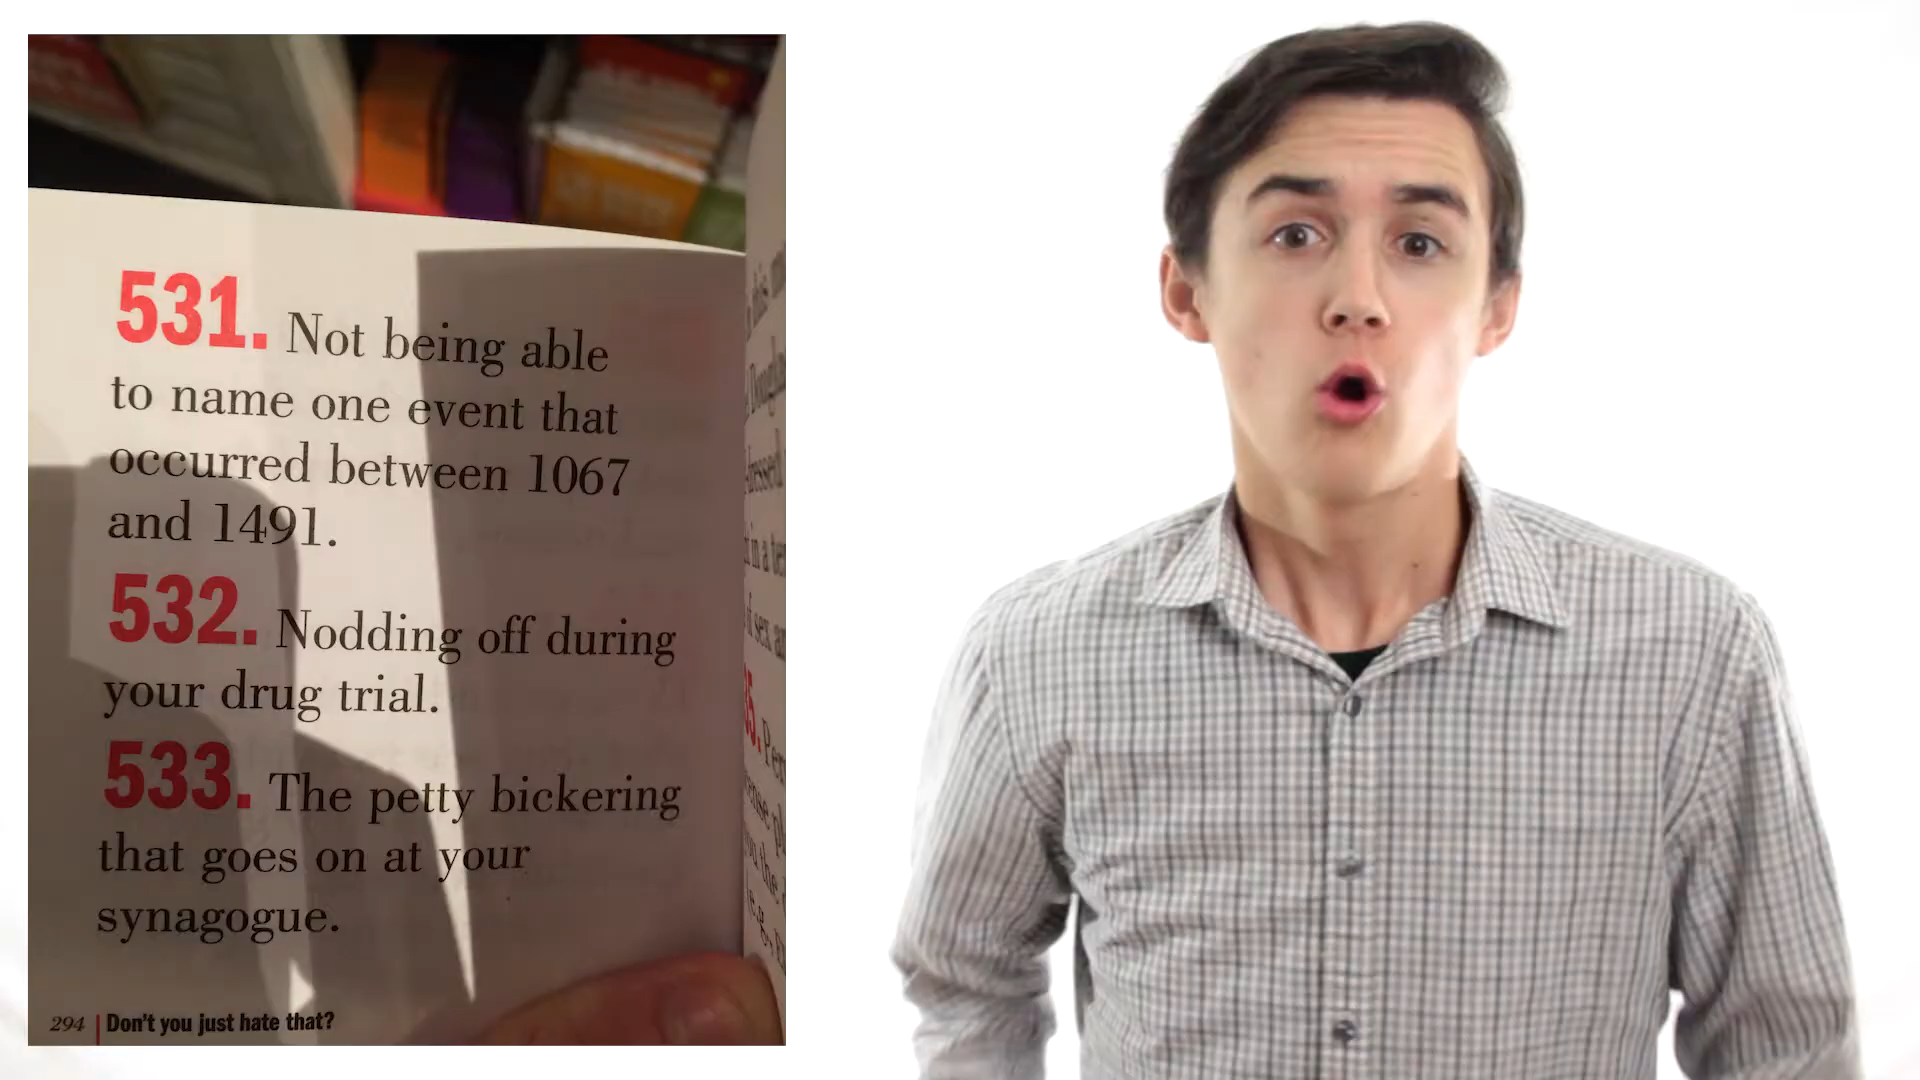 531. Not being able
to name one event that
occurred between 1067
and 1491.
532. Nodding off during
your drug trial.
533. The petty bickering
that goes on at your
synagogue.
294 | Don't you just hate that?